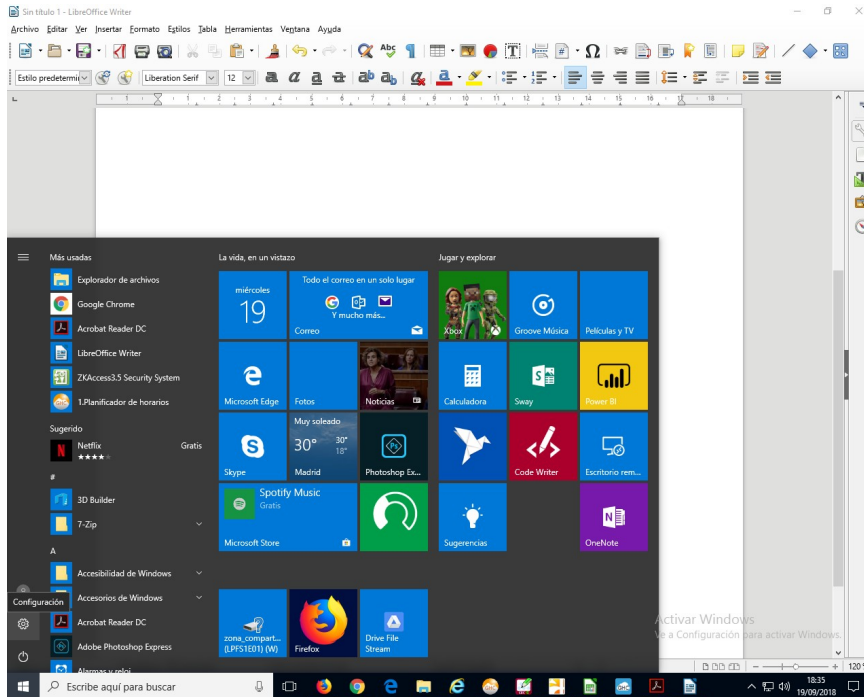 Sin título 1 - LibreOffice Writer
Archivo Editar Ver Insertar Formato Estilos Tabla Herramientas Ventana Ayuda
Liberation Serif 12
Más usadas
Explorador de archivos
Google Chrome
Acrobat Reader DC
LibreOffice Writer
ZKAccess3.5 Security System
1.Planificador de horarios
Sugerido
Netflix Gratis
#
3D Builder
7-Zip
A
Accesibilidad de Windows
Accesorios de Windows
Configuración
Acrobat Reader DC
Adobe Photoshop Express
Alarmas y reloj
La vida, en un vistazo
miércoles
19
Todo el correo en un solo lugar
Y mucho más...
Correo
Microsoft Edge
Fotos
Noticias
Skype
Muy soleado
30° 30°
18°
Madrid
Photoshop Ex...
Spotify Music
Gratis
Microsoft Store
zona_compart...
(LPFS1E01) (W)
Firefox
Drive File
Stream
Jugar y explorar
Xbox
Groove Música
Películas y TV
Calculadora
Sway
Power BI
Code Writer
Escritorio rem...
Sugerencias
OneNote
Activar Windows
Ve a Configuración para activar Windows.
Escribe aquí para buscar
18:35
19/09/2018